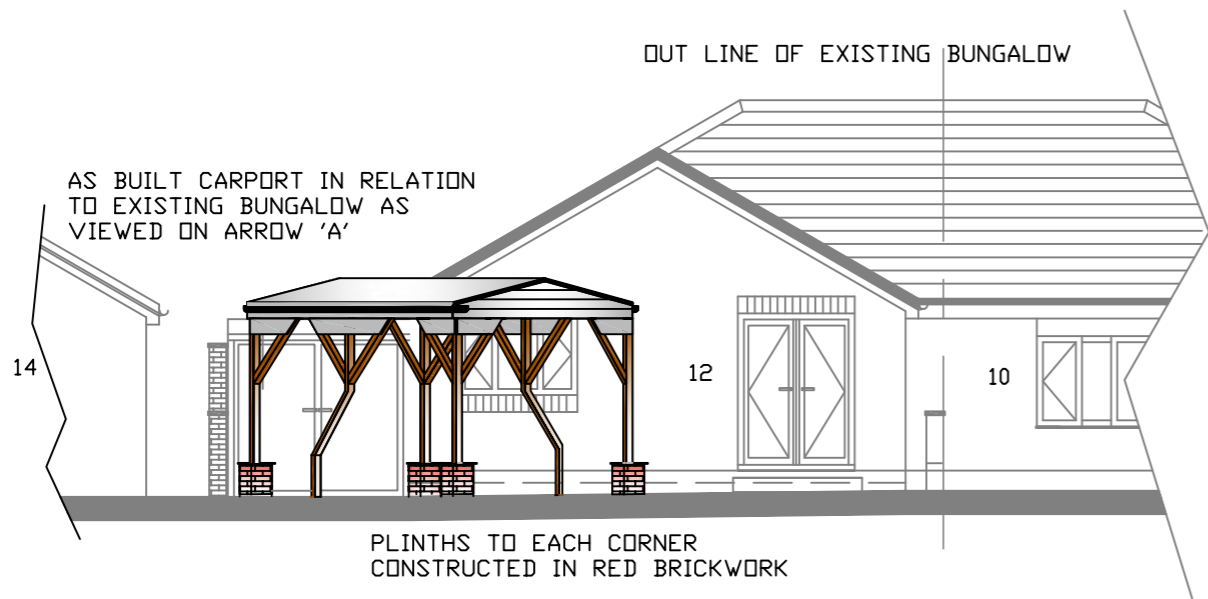 OUT LINE OF EXISTING BUNGALOW
AS BUILT CARPORT IN RELATION
TO EXISTING BUNGALOW AS
VIEWED ON ARROW 'A'
14
12
10
PLINTHS TO EACH CORNER
CONSTRUCTED IN RED BRICKWORK